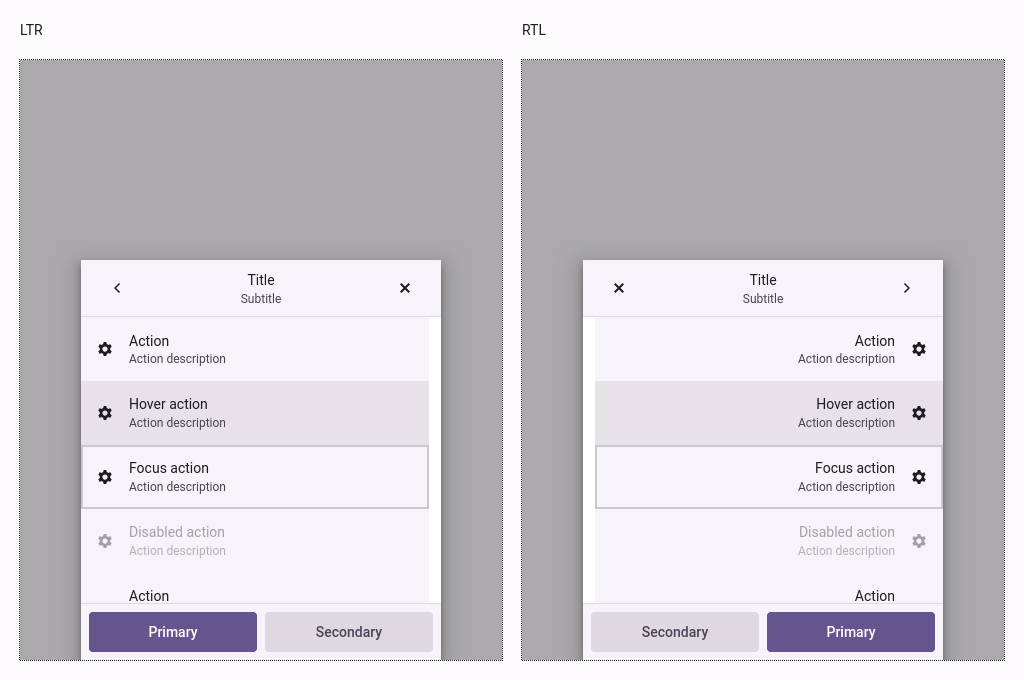 LTR
Title
Subtitle
Action
Action description
Hover action
Action description
Focus action
Action description
Disabled action
Action description
Action
Primary
Secondary
RTL
Title
Subtitle
Action
Action description
Hover action
Action description
Focus action
Action description
Disabled action
Action description
Action
Secondary
Primary